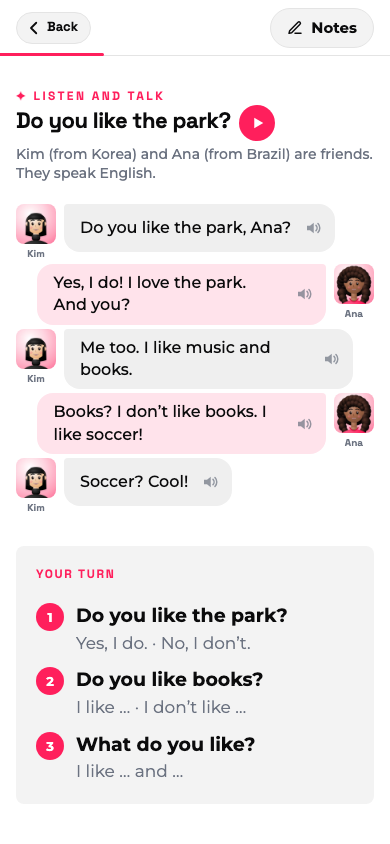 Back
Notes
✦ LISTEN AND TALK
Do you like the park?
Kim (from Korea) and Ana (from Brazil) are friends.
They speak English.
Do you like the park, Ana?
Kim
Yes, I do! I love the park.
And you?
Ana
Me too. I like music and
books.
Kim
Books? I don’t like books. I
like soccer!
Ana
Soccer? Cool!
Kim
YOUR TURN
1 Do you like the park?
Yes, I do. · No, I don’t.
2 Do you like books?
I like ... · I don’t like ...
3 What do you like?
I like ... and ...